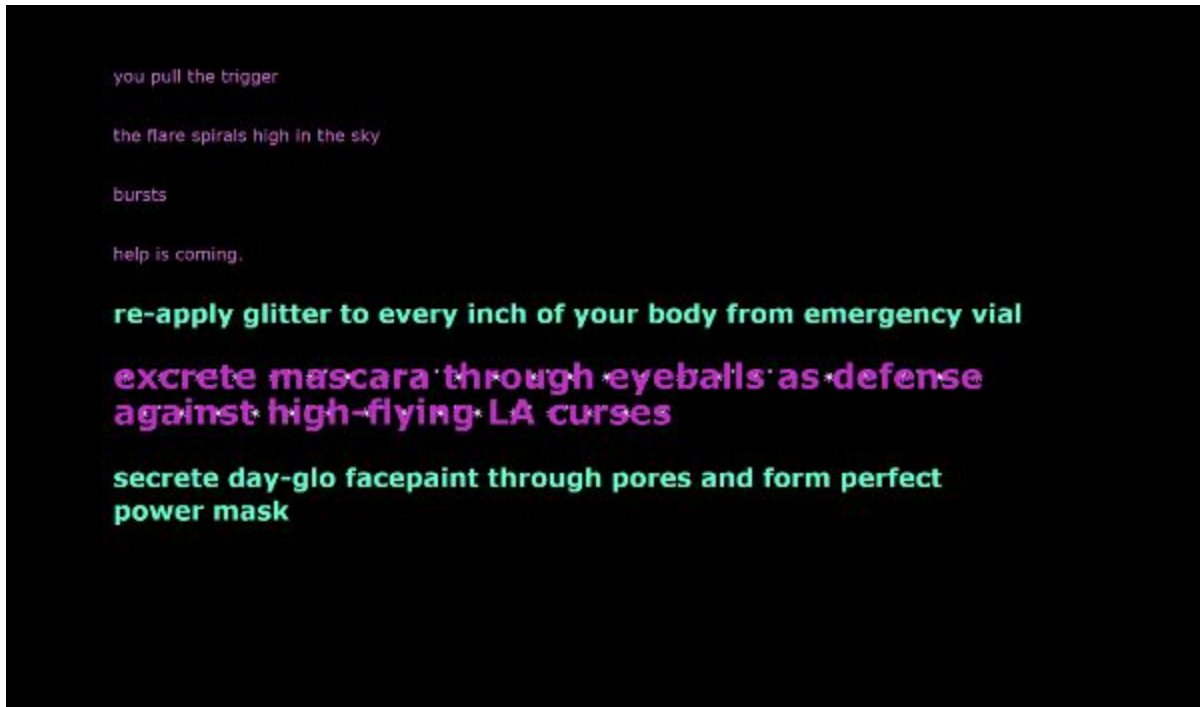 you pull the trigger
the flare spirals high in the sky
bursts
help is coming.
re-apply glitter to every inch of your body from emergency vial
excrete mascara through eyeballs as defense
against high-flying LA curses
secrete day-glo facepaint through pores and form perfect
power mask